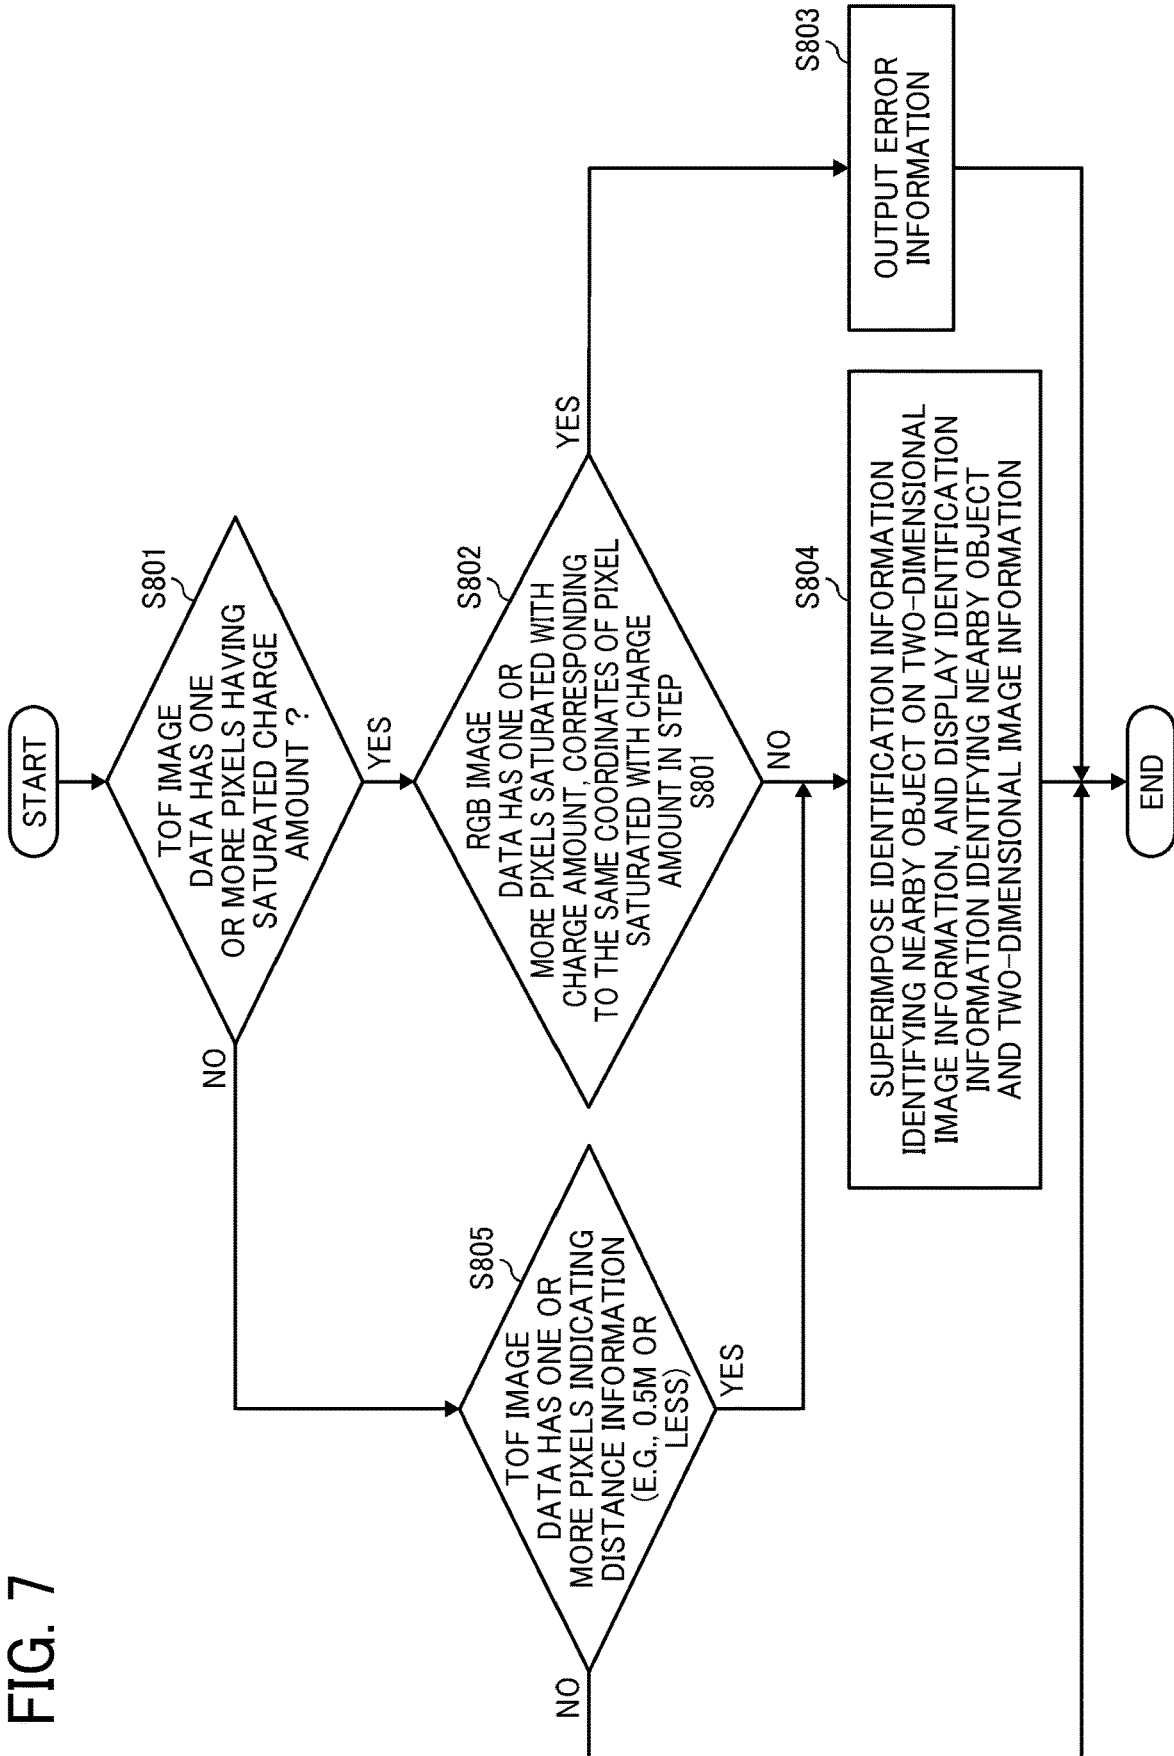 FIG. 7
START
S801
TOF IMAGE
DATA HAS ONE
OR MORE PIXELS HAVING
SATURATED CHARGE
AMOUNT ?
NO
YES
S805
TOF IMAGE
DATA HAS ONE OR
MORE PIXELS INDICATING
DISTANCE INFORMATION
(E.G., 0.5M OR
LESS)
NO
YES
S802
RGB IMAGE
DATA HAS ONE OR
MORE PIXELS SATURATED WITH
CHARGE AMOUNT, CORRESPONDING
TO THE SAME COORDINATES OF PIXEL
SATURATED WITH CHARGE
AMOUNT IN STEP
S801
YES
NO
S804
SUPERIMPOSE IDENTIFICATION INFORMATION
IDENTIFYING NEARBY OBJECT ON TWO-DIMENSIONAL
IMAGE INFORMATION, AND DISPLAY IDENTIFICATION
INFORMATION IDENTIFYING NEARBY OBJECT
AND TWO-DIMENSIONAL IMAGE INFORMATION
S803
OUTPUT ERROR
INFORMATION
END